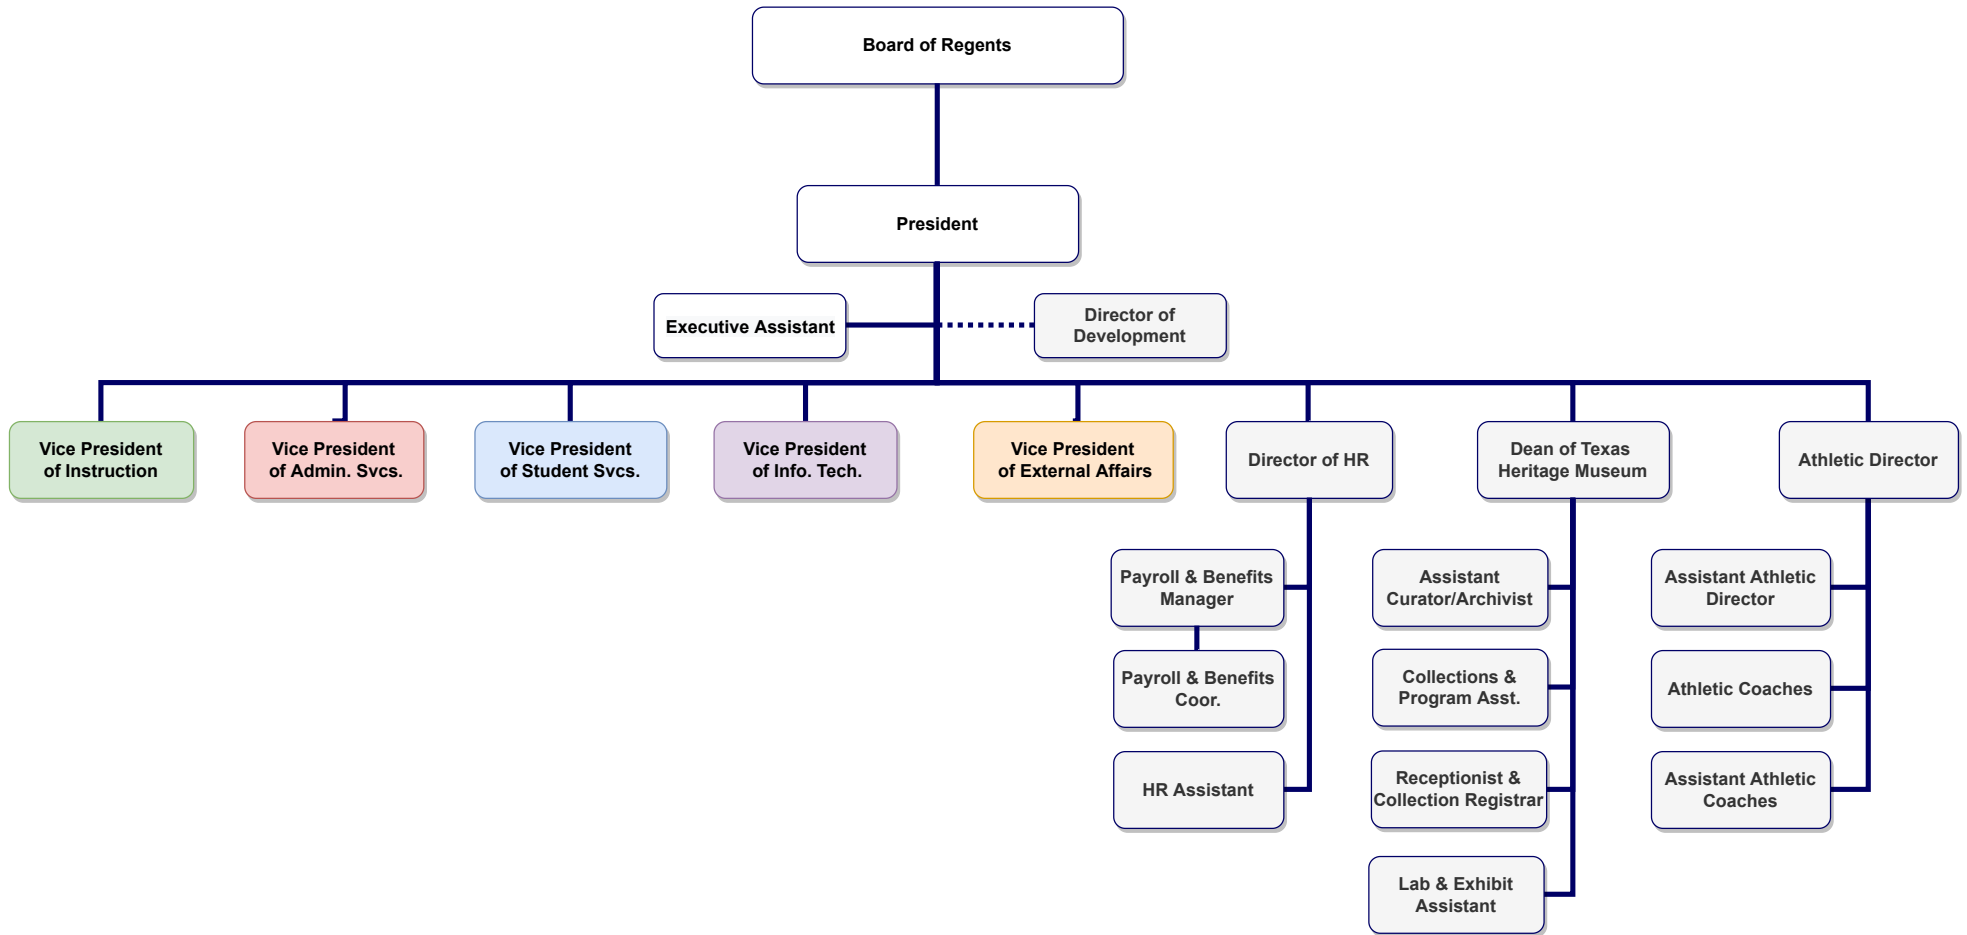 Board of Regents
President
Executive Assistant
Director of
Development
Vice President
of Instruction
Vice President
of Admin. Svcs.
Vice President
of Student Svcs.
Vice President
of Info. Tech.
Vice President
of External Affairs
Director of HR
Dean of Texas
Heritage Museum
Athletic Director
Payroll & Benefits
Manager
Payroll & Benefits
Coor.
HR Assistant
Assistant
Curator/Archivist
Collections &
Program Asst.
Receptionist &
Collection Registrar
Lab & Exhibit
Assistant
Assistant Athletic
Director
Athletic Coaches
Assistant Athletic
Coaches